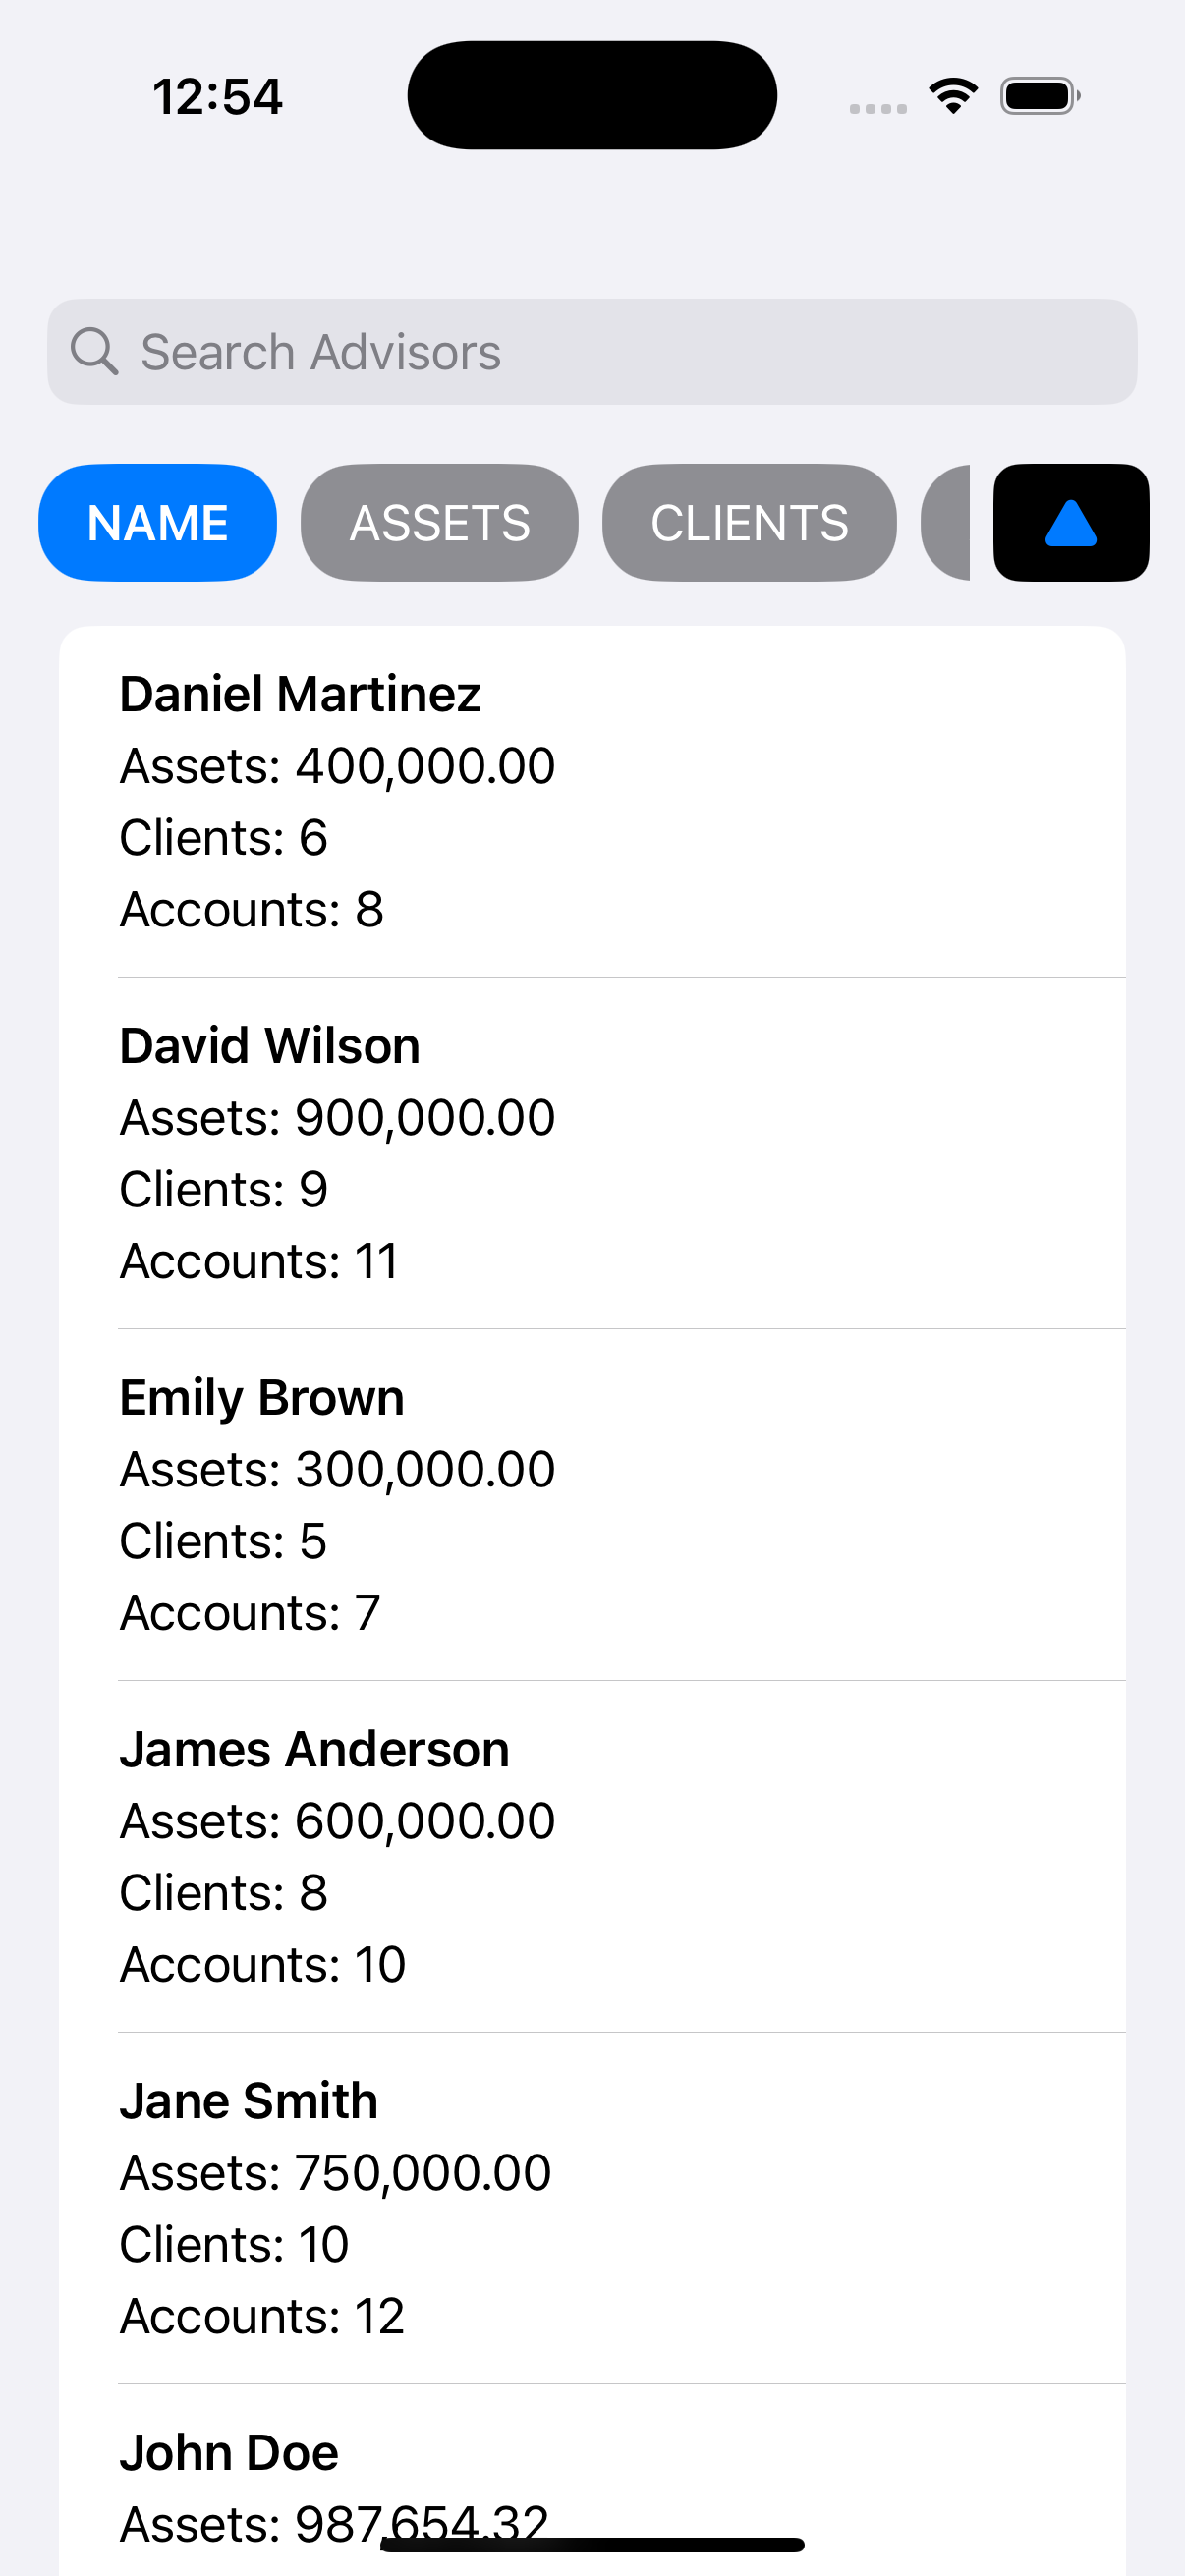 12:54
Search Advisors
NAME ASSETS CLIENTS
Daniel Martinez
Assets: 400,000.00
Clients: 6
Accounts: 8
David Wilson
Assets: 900,000.00
Clients: 9
Accounts: 11
Emily Brown
Assets: 300,000.00
Clients: 5
Accounts: 7
James Anderson
Assets: 600,000.00
Clients: 8
Accounts: 10
Jane Smith
Assets: 750,000.00
Clients: 10
Accounts: 12
John Doe
Assets: 987,654.32